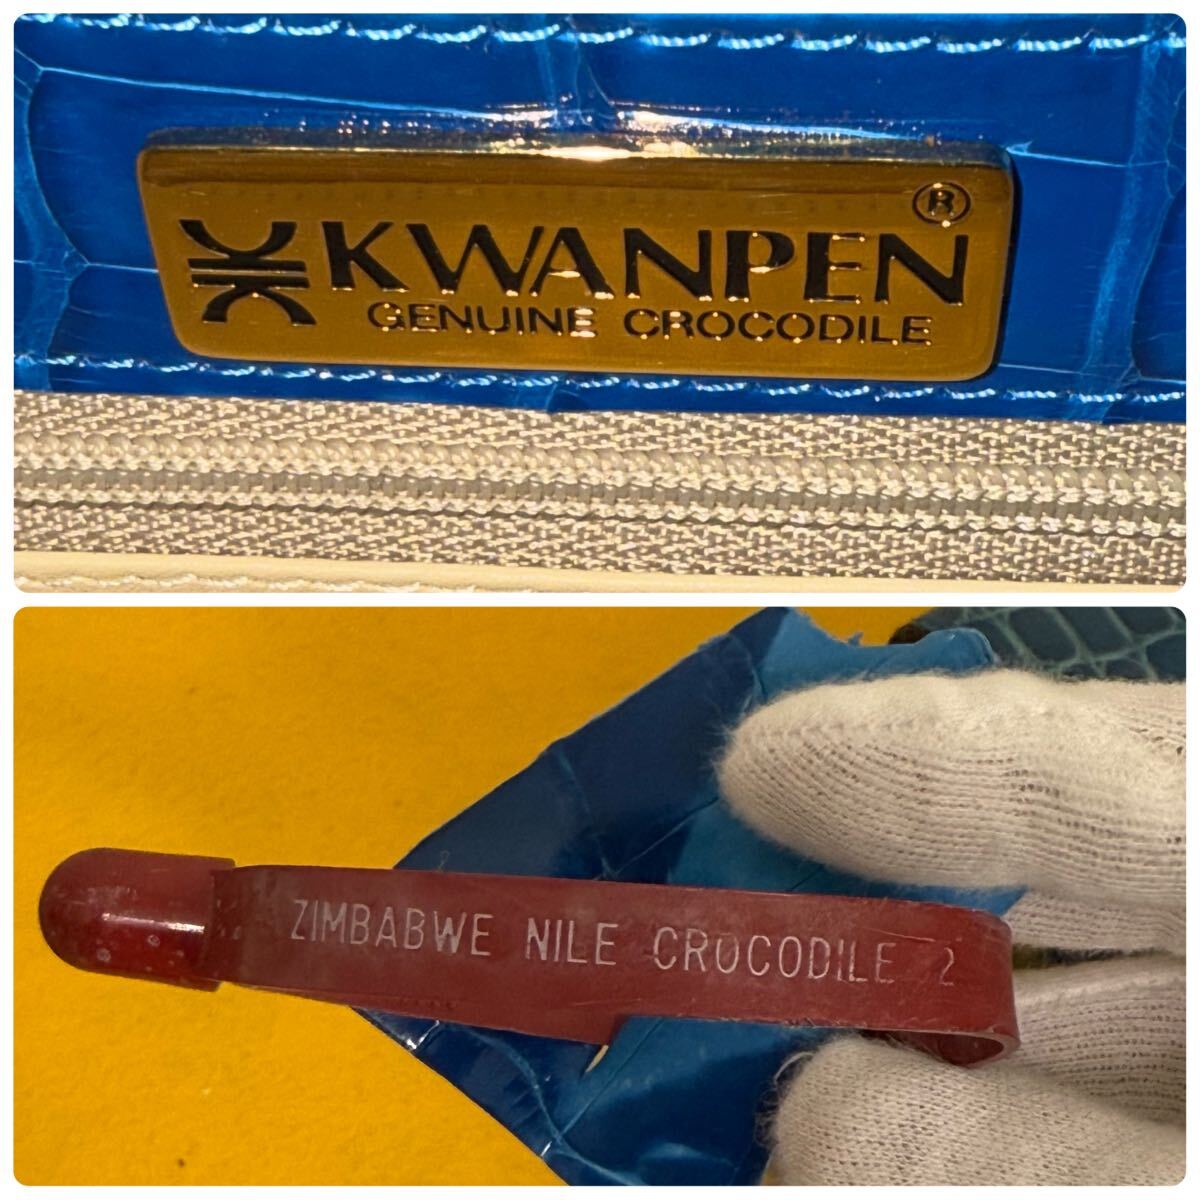 KWANPEN ®
GENUINE CROCODILE
ZIMBABWE NILE CROCODILE 2